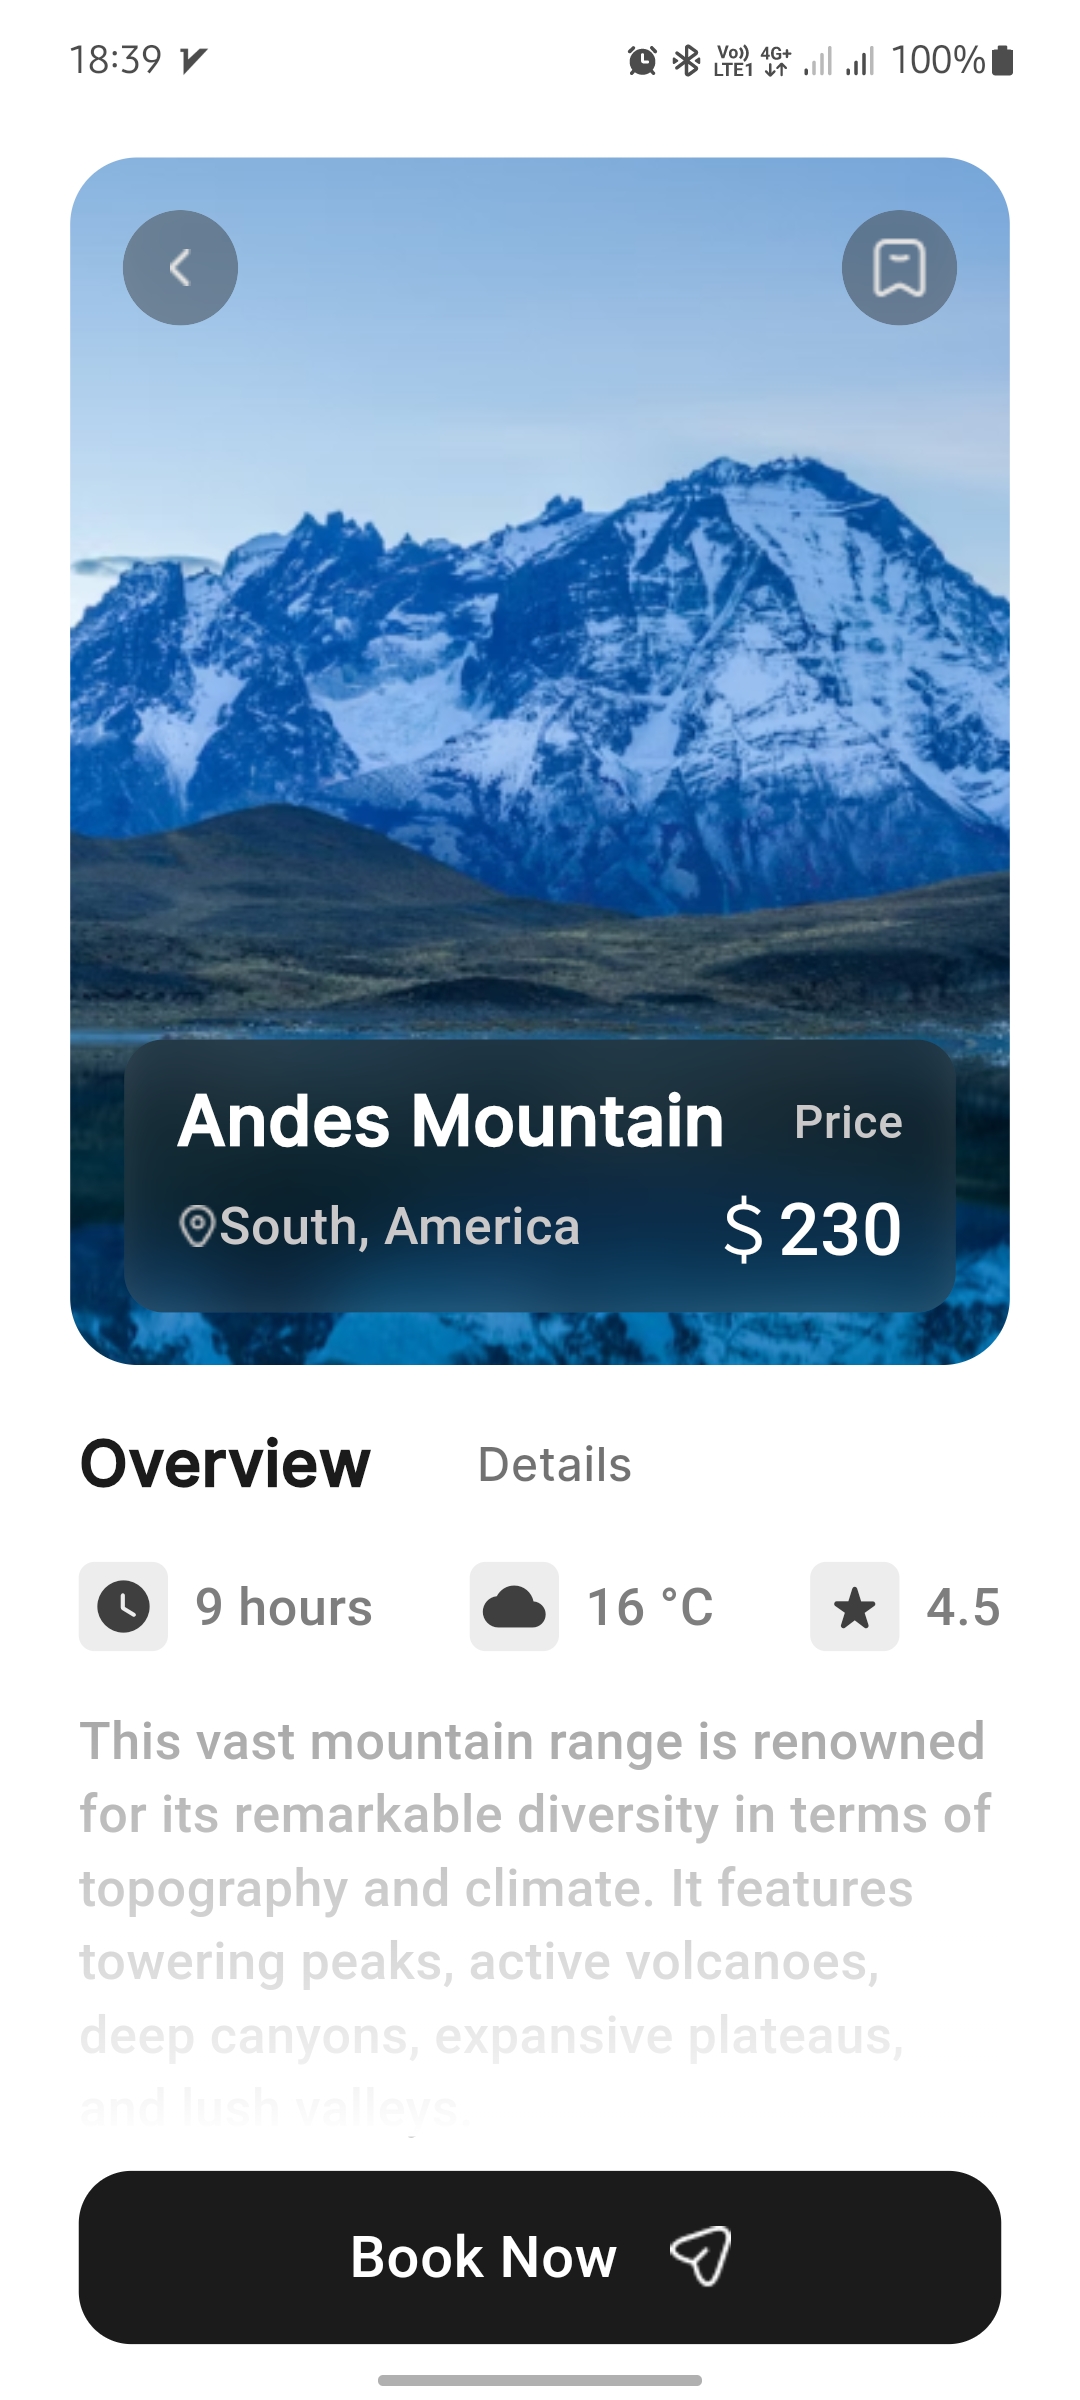 18:39
Vo)) LTE1 4G+ 100%
Andes Mountain
Price
South, America
$ 230
Overview Details
9 hours 16 °C 4.5
This vast mountain range is renowned
for its remarkable diversity in terms of
topography and climate. It features
towering peaks, active volcanoes,
deep canyons, expansive plateaus,
and lush valleys.
Book Now